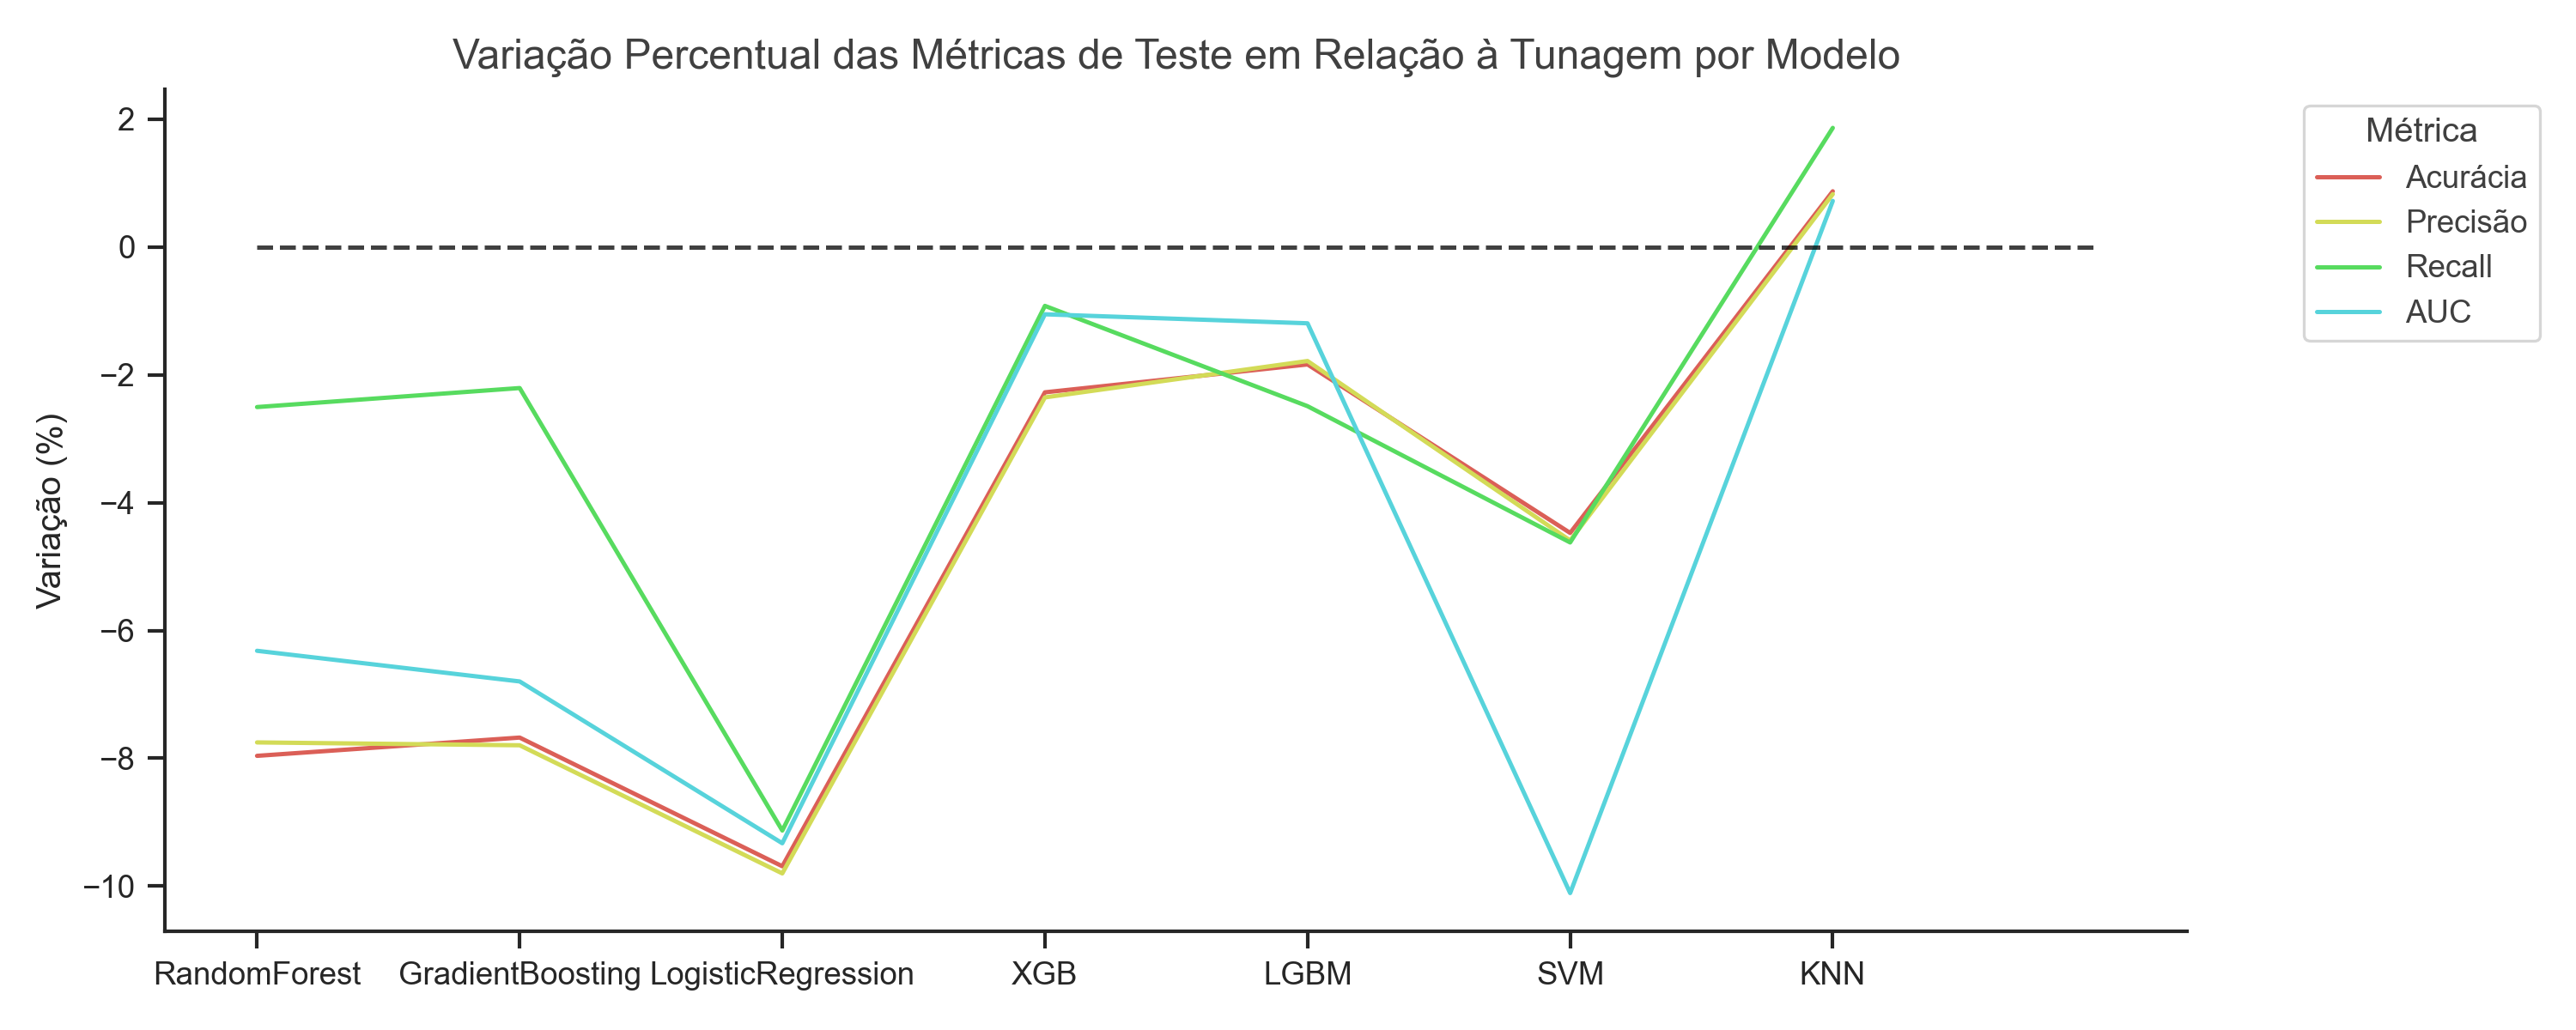 Variação Percentual das Métricas de Teste em Relação à Tunagem por Modelo
2
0
−2
−4
−6
−8
−10
Variação (%)
RandomForest
GradientBoosting
LogisticRegression
XGB
LGBM
SVM
KNN
Métrica
Acurácia
Precisão
Recall
AUC